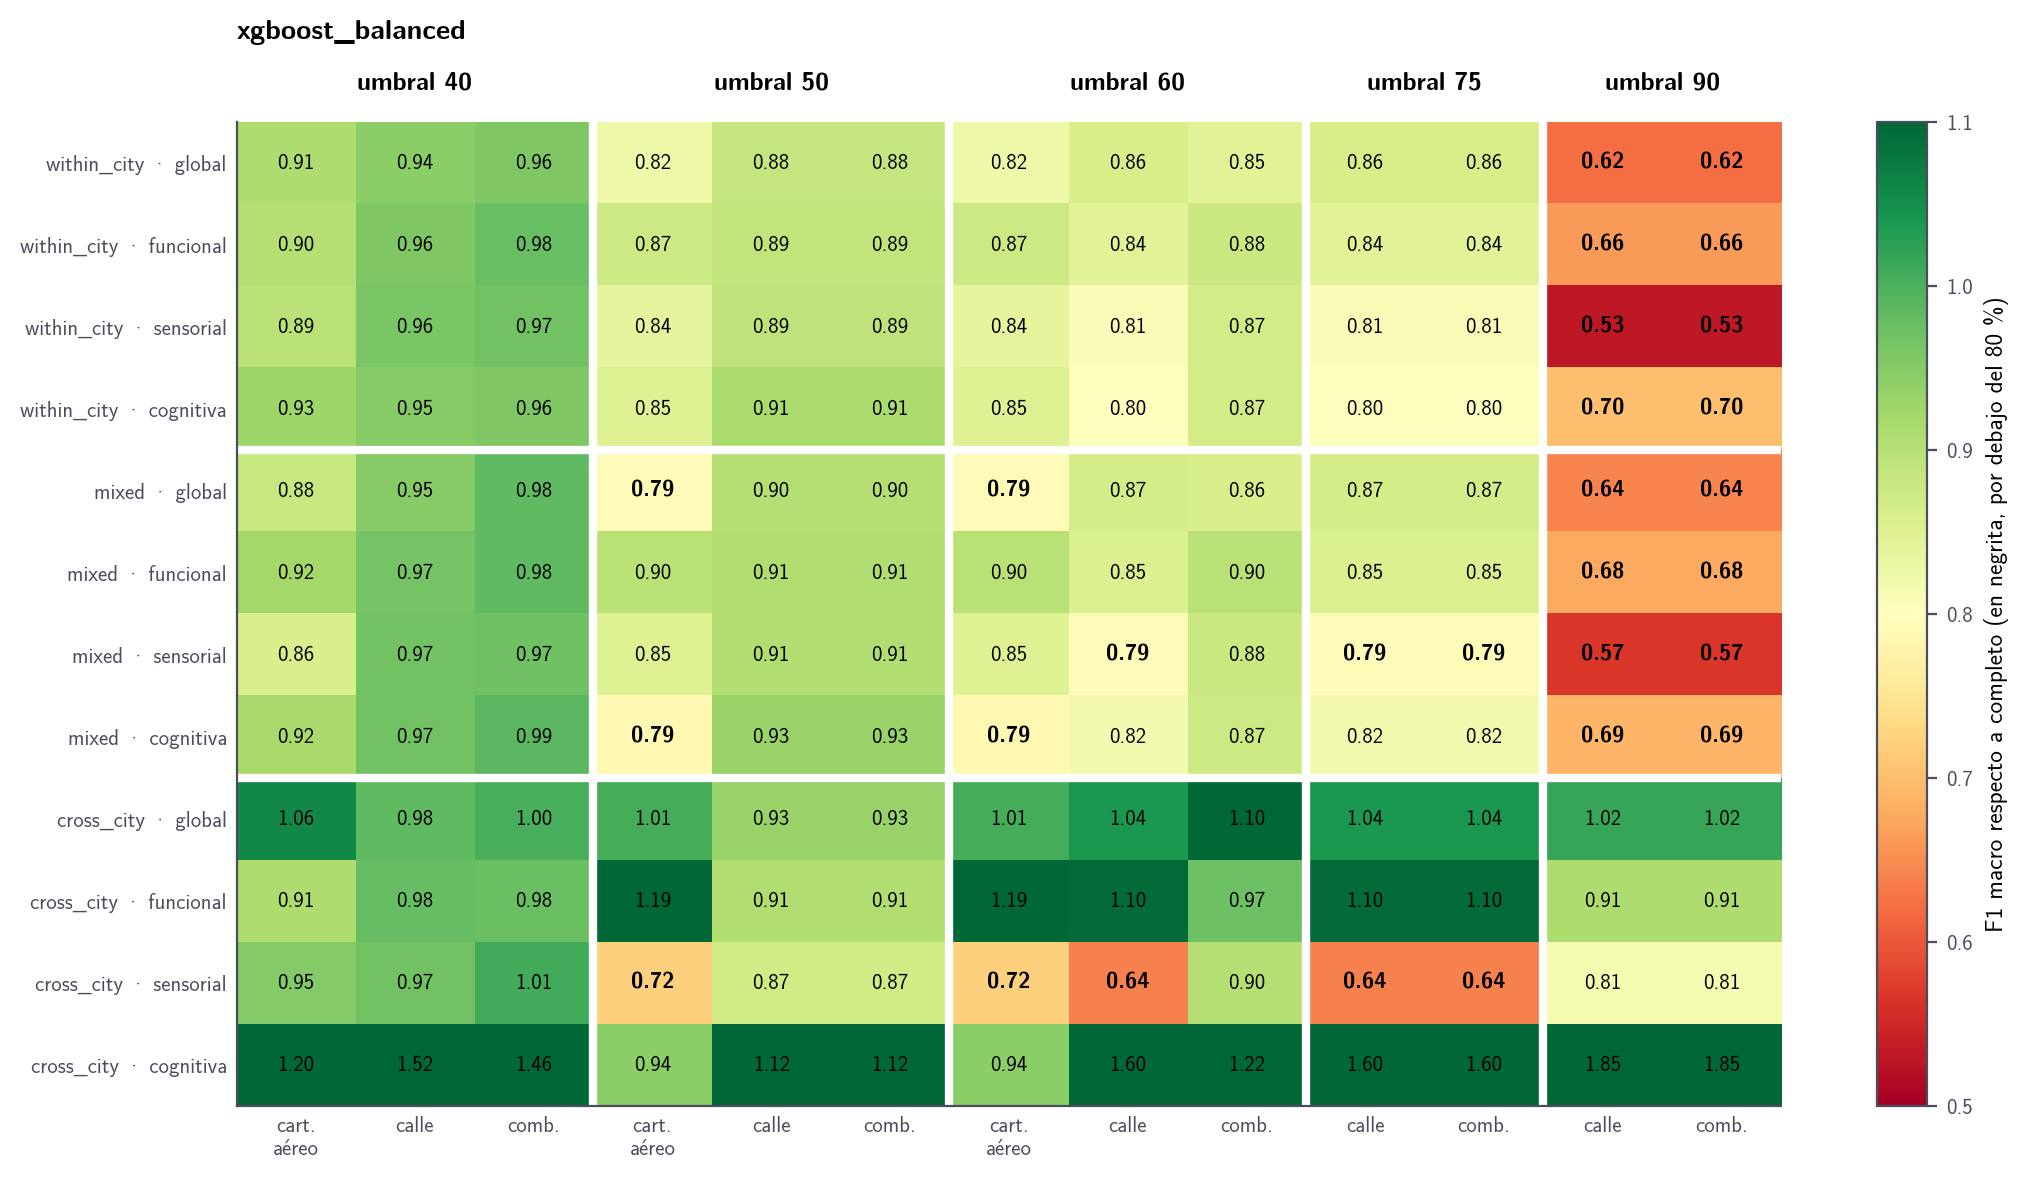 xgboost_balanced
umbral 40 umbral 50 umbral 60 umbral 75 umbral 90
within_city · global 0.91 0.94 0.96 0.82 0.88 0.88 0.82 0.86 0.85 0.86 0.86 0.62 0.62
within_city · funcional 0.90 0.96 0.98 0.87 0.89 0.89 0.87 0.84 0.88 0.84 0.84 0.66 0.66
within_city · sensorial 0.89 0.96 0.97 0.84 0.89 0.89 0.84 0.81 0.87 0.81 0.81 0.53 0.53
within_city · cognitiva 0.93 0.95 0.96 0.85 0.91 0.91 0.85 0.80 0.87 0.80 0.80 0.70 0.70
mixed · global 0.88 0.95 0.98 0.79 0.90 0.90 0.79 0.87 0.86 0.87 0.87 0.64 0.64
mixed · funcional 0.92 0.97 0.98 0.90 0.91 0.91 0.90 0.85 0.90 0.85 0.85 0.68 0.68
mixed · sensorial 0.86 0.97 0.97 0.85 0.91 0.91 0.85 0.79 0.88 0.79 0.79 0.57 0.57
mixed · cognitiva 0.92 0.97 0.99 0.79 0.93 0.93 0.79 0.82 0.87 0.82 0.82 0.69 0.69
cross_city · global 1.06 0.98 1.00 1.01 0.93 0.93 1.01 1.04 1.10 1.04 1.04 1.02 1.02
cross_city · funcional 0.91 0.98 0.98 1.19 0.91 0.91 1.19 1.10 0.97 1.10 1.10 0.91 0.91
cross_city · sensorial 0.95 0.97 1.01 0.72 0.87 0.87 0.72 0.64 0.90 0.64 0.64 0.81 0.81
cross_city · cognitiva 1.20 1.52 1.46 0.94 1.12 1.12 0.94 1.60 1.22 1.60 1.60 1.85 1.85
cart. calle comb. cart. calle comb. cart. calle comb. calle comb. calle comb.
aéreo aéreo aéreo
1.1
1.0
0.9
0.8
0.7
0.6
0.5
F1 macro respecto a completo (en negrita, por debajo del 80 %)